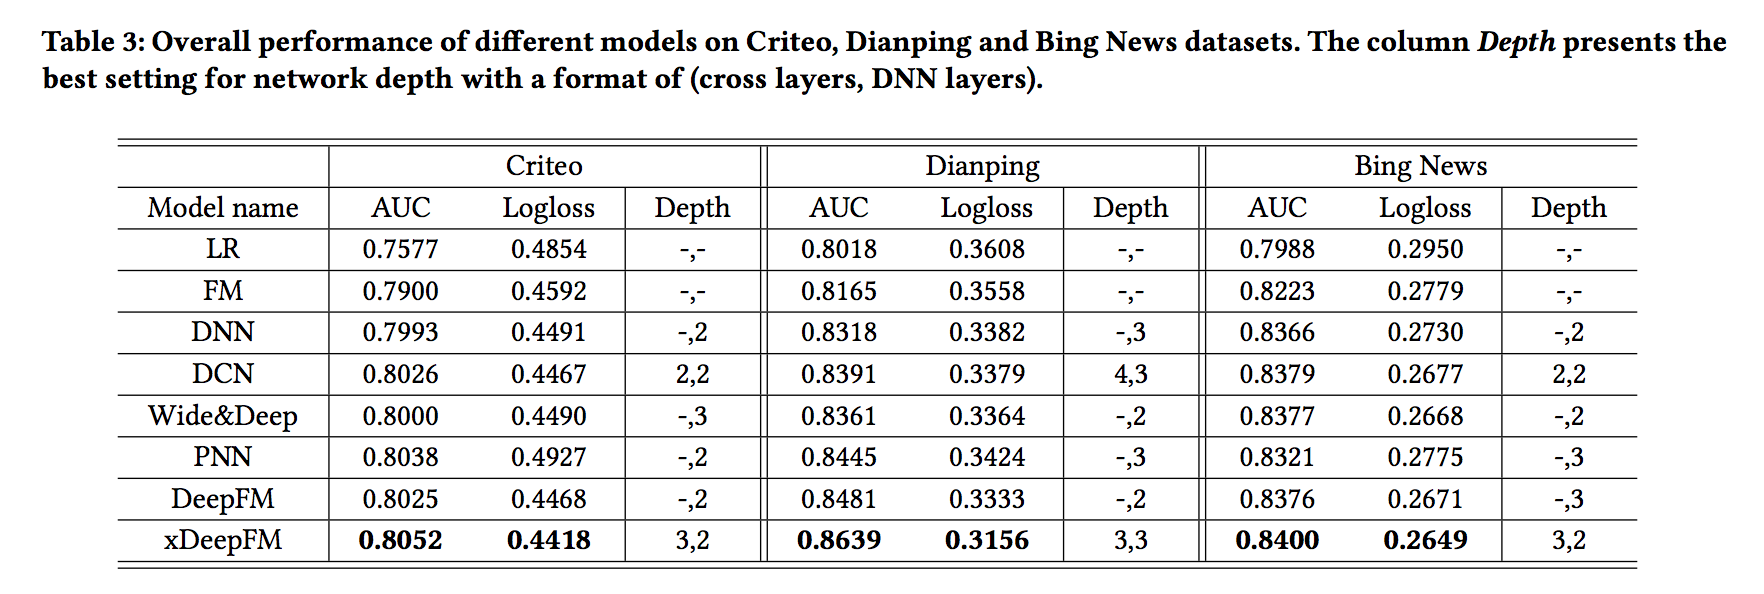 Table 3: Overall performance of different models on Criteo, Dianping and Bing News datasets. The column Depth presents the
best setting for network depth with a format of (cross layers, DNN layers).
Criteo Dianping Bing News
Model name AUC Logloss Depth AUC Logloss Depth AUC Logloss Depth
LR 0.7577 0.4854 -,- 0.8018 0.3608 -,- 0.7988 0.2950 -,-
FM 0.7900 0.4592 -,- 0.8165 0.3558 -,- 0.8223 0.2779 -,-
DNN 0.7993 0.4491 -,2 0.8318 0.3382 -,3 0.8366 0.2730 -,2
DCN 0.8026 0.4467 2,2 0.8391 0.3379 4,3 0.8379 0.2677 2,2
Wide&Deep 0.8000 0.4490 -,3 0.8361 0.3364 -,2 0.8377 0.2668 -,2
PNN 0.8038 0.4927 -,2 0.8445 0.3424 -,3 0.8321 0.2775 -,3
DeepFM 0.8025 0.4468 -,2 0.8481 0.3333 -,2 0.8376 0.2671 -,3
xDeepFM 0.8052 0.4418 3,2 0.8639 0.3156 3,3 0.8400 0.2649 3,2